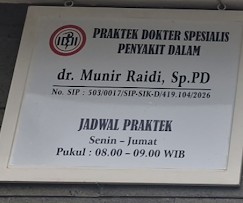 PRAKTEK DOKTER SPESIALIS
PENYAKIT DALAM
dr. Munir Raidi, Sp.PD
No. SIP : 503/0017/SIP-SIK-D/419.104/2026
JADWAL PRAKTEK
Senin - Jumat
Pukul : 08.00 - 09.00 WIB